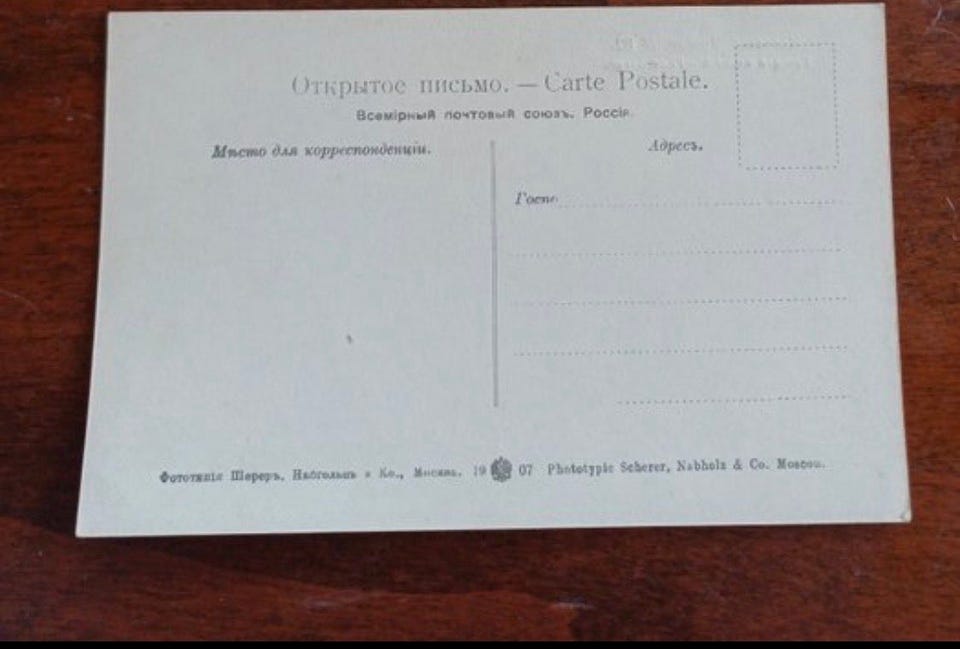 Открытое письмо. — Carte Postale.
Всемірный почтовый союзъ. Россія.
Мѣсто для корреспонденціи.
Адресъ.
Госп
Фототипія Шереръ, Набгольцъ и Ко., Москва. 19 07 Phototypie Scherer, Nabholz & Co. Moscou.